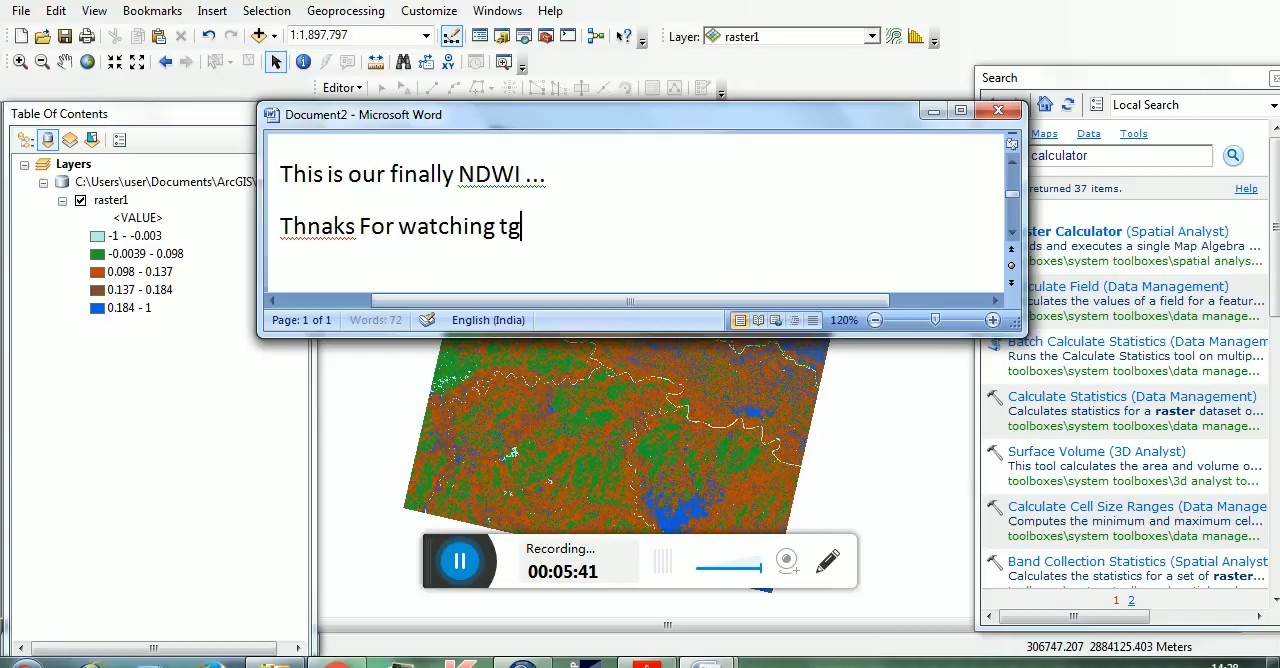 File Edit View Bookmarks Insert Selection Geoprocessing Customize Windows Help
1:1,897,797
Layer: raster1
Editor
Table Of Contents
Layers
C:\Users\user\Documents\ArcGIS\
raster1
<VALUE>
-1 - -0.003
-0.0039 - 0.098
0.098 - 0.137
0.137 - 0.184
0.184 - 1
Document2 - Microsoft Word
This is our finally NDWI ...
Thnaks For watching tg
Page: 1 of 1 Words: 72 English (India) 120%
Recording...
00:05:41
Search
Local Search
Maps Data Tools
calculator
returned 37 items. Help
ster Calculator (Spatial Analyst)
ds and executes a single Map Algebra ...
lboxes\system toolboxes\spatial analys...
culate Field (Data Management)
culates the values of a field for a featur...
lboxes\system toolboxes\data manage...
Batch Calculate Statistics (Data Managem
Runs the Calculate Statistics tool on multip...
toolboxes\system toolboxes\data manage...
Calculate Statistics (Data Management)
Calculates statistics for a raster dataset o...
toolboxes\system toolboxes\data manage...
Surface Volume (3D Analyst)
This tool calculates the area and volume o...
toolboxes\system toolboxes\3d analyst to...
Calculate Cell Size Ranges (Data Manage
Computes the minimum and maximum cel...
toolboxes\system toolboxes\data manage...
Band Collection Statistics (Spatial Analyst
Calculates the statistics for a set of raster...
1 2
306747.207 2884125.403 Meters